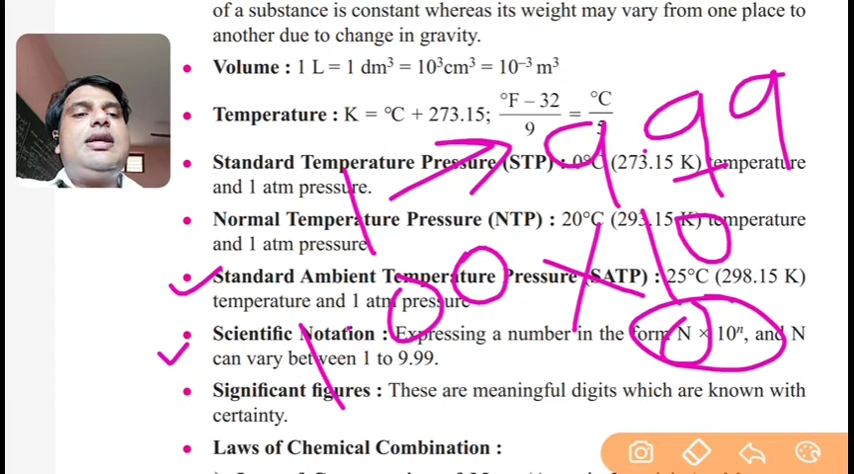 of a substance is constant whereas its weight may vary from one place to
another due to change in gravity.
• Volume : 1 L = 1 dm³ = 10³cm³ = 10⁻³ m³
• Temperature : K = °C + 273.15; °F – 32 / 9 = °C / 5
• Standard Temperature Pressure (STP) : 0°C (273.15 K) temperature
and 1 atm pressure.
• Normal Temperature Pressure (NTP) : 20°C (293.15 K) temperature
and 1 atm pressure
• Standard Ambient Temperature Pressure (SATP) : 25°C (298.15 K)
temperature and 1 atm pressure
• Scientific Notation : Expressing a number in the form N × 10ⁿ, and N
can vary between 1 to 9.99.
• Significant figures : These are meaningful digits which are known with
certainty.
• Laws of Chemical Combination :
1 → 999
100 × 10